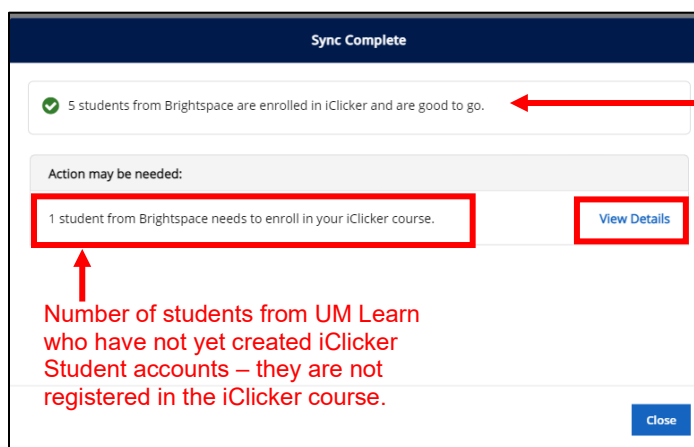 Sync Complete
5 students from Brightspace are enrolled in iClicker and are good to go.
Action may be needed:
1 student from Brightspace needs to enroll in your iClicker course.
View Details
Number of students from UM Learn
who have not yet created iClicker
Student accounts – they are not
registered in the iClicker course.
Close